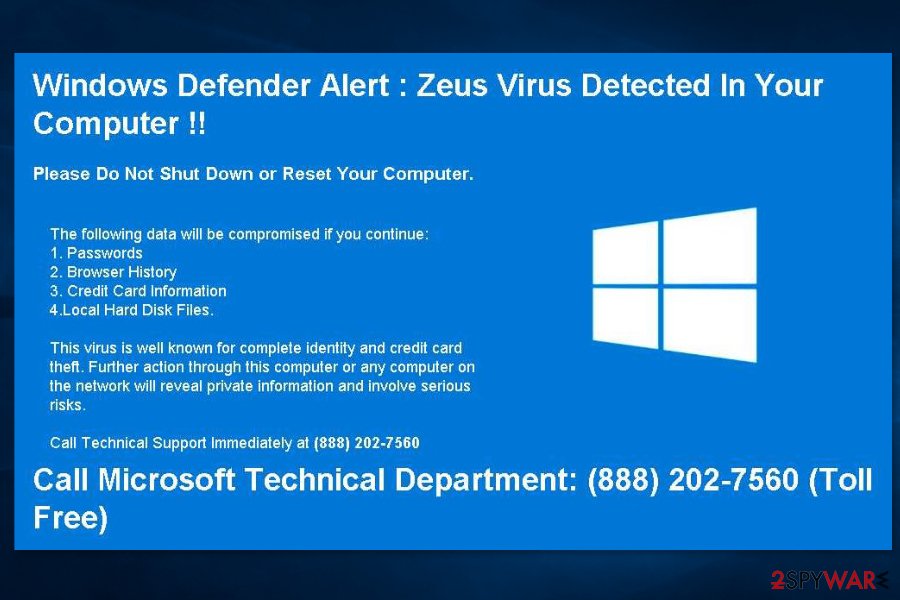 Windows Defender Alert : Zeus Virus Detected In Your
Computer !!
Please Do Not Shut Down or Reset Your Computer.
The following data will be compromised if you continue:
1. Passwords
2. Browser History
3. Credit Card Information
4.Local Hard Disk Files.
This virus is well known for complete identity and credit card
theft. Further action through this computer or any computer on
the network will reveal private information and involve serious
risks.
Call Technical Support Immediately at (888) 202-7560
Call Microsoft Technical Department: (888) 202-7560 (Toll
Free)
2SPYWARE